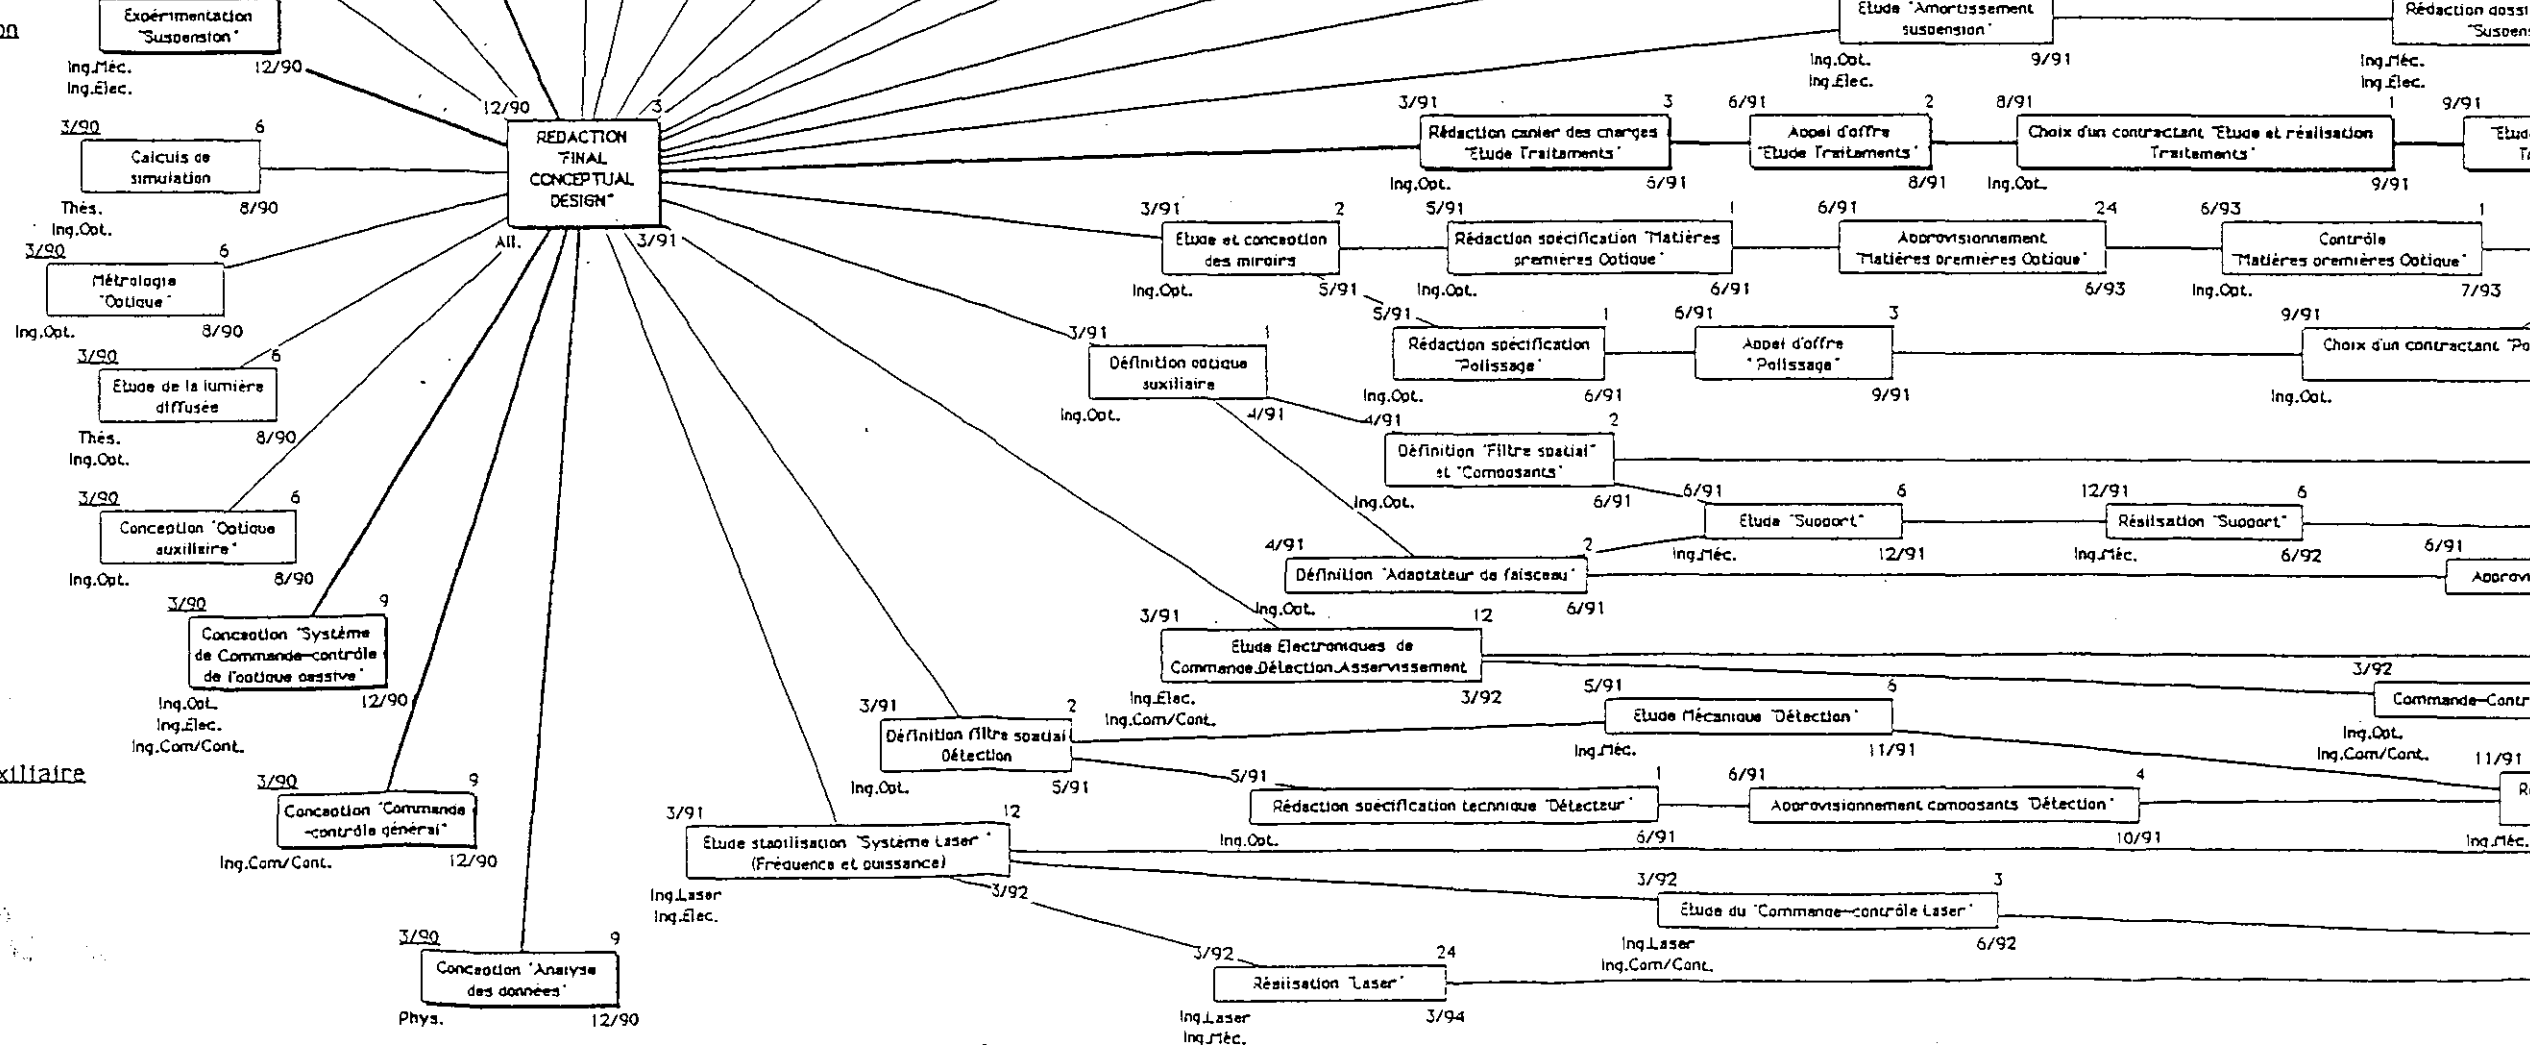 Expérimentation
"Suspension"
Ing.Méc.
Ing.Elec.
12/90
3/90
6
Calculs de
simulation
Thès.
Ing.Opt.
8/90
3/90
6
Métrologie
"Optique"
Ing.Opt.
8/90
3/90
6
Etude de la lumière
diffusée
Thès.
Ing.Opt.
8/90
3/90
6
Conception "Optique
auxiliaire"
Ing.Opt.
8/90
3/90
9
Conception "Système
de Commande-contrôle
de l'optique passive"
Ing.Opt.
Ing.Elec.
Ing.Com/Cont.
12/90
xiliaire
3/90
9
Conception "Commande
-contrôle général"
Ing.Com/Cont.
12/90
3/90
9
Conception "Analyse
des données"
Phys.
12/90
12/90
3
REDACTION
"FINAL
CONCEPTUAL
DESIGN"
All.
3/91
Etude "Amortissement
suspension"
Ing.Opt.
Ing.Elec.
9/91
Rédaction dossi
"Suspens
Ing.Méc.
Ing.Elec.
3/91
3
Rédaction cahier des charges
"Etude Traitements"
Ing.Opt.
5/91
6/91
2
Appel d'offre
"Etude Traitements"
8/91
8/91
1
Choix d'un contractant "Etude et réalisation
Traitements"
Ing.Opt.
9/91
9/91
"Etud
3/91
2
Etude et conception
des miroirs
Ing.Opt.
5/91
5/91
1
Rédaction spécification "Matières
premières Optique"
Ing.Opt.
6/91
6/91
24
Approvisionnement
"Matières premières Optique"
6/93
6/93
1
Contrôle
"Matières premières Optique"
Ing.Opt.
7/93
5/91
1
Rédaction spécification
"Polissage"
Ing.Opt.
6/91
6/91
3
Appel d'offre
"Polissage"
9/91
9/91
Choix d'un contractant "Po
Ing.Opt.
3/91
1
Définition optique
auxiliaire
Ing.Opt.
4/91
4/91
2
Définition "Filtre spatial"
et "Composants"
Ing.Opt.
6/91
6/91
6
Etude "Support"
Ing.Méc.
12/91
12/91
6
Réalisation "Support"
Ing.Méc.
6/92
4/91
2
Définition "Adaptateur de faisceau"
Ing.Opt.
6/91
6/91
Approvi
3/91
12
Etude Electroniques de
Commande.Détection.Asservissement
Ing.Elec.
Ing.Com/Cont.
3/92
3/92
Commande-Contr
Ing.Opt.
Ing.Com/Cont.
3/91
2
Définition filtre spatial
Détection
Ing.Opt.
5/91
5/91
6
Etude Mécanique "Détection"
Ing.Méc.
11/91
11/91
Ing.Méc.
5/91
1
Rédaction spécification technique "Détecteur"
Ing.Opt.
6/91
6/91
4
Approvisionnement composants "Détection"
10/91
3/91
12
Etude stabilisation "Système Laser"
(Fréquence et puissance)
Ing.Laser
Ing.Elec.
3/92
3/92
3
Etude du "Commande-contrôle Laser"
Ing.Laser
Ing.Com/Cont.
6/92
3/92
24
Réalisation "Laser"
Ing.Laser
Ing.Méc.
3/94